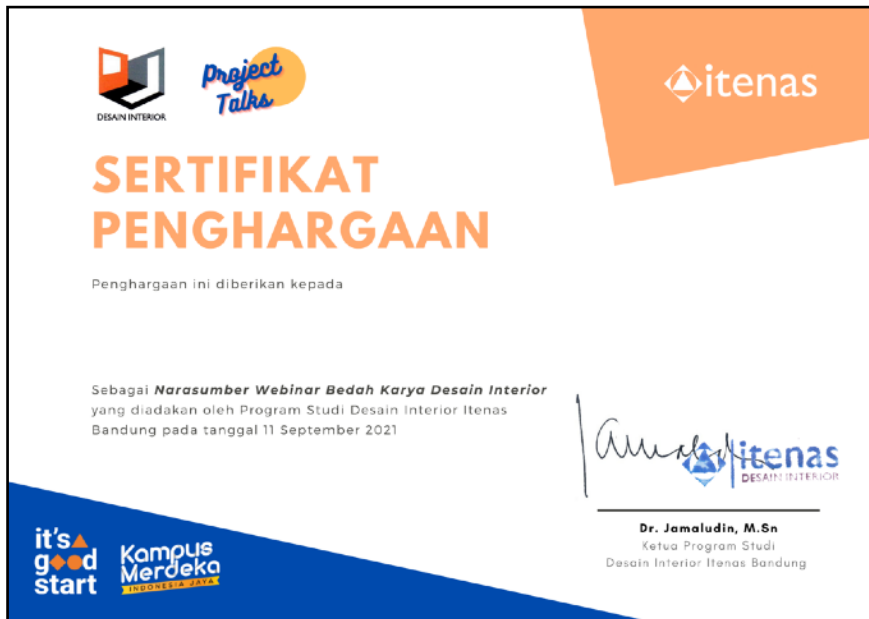 DESAIN INTERIOR
Project
Talks
itenas
SERTIFIKAT
PENGHARGAAN
Penghargaan ini diberikan kepada
Sebagai Narasumber Webinar Bedah Karya Desain Interior
yang diadakan oleh Program Studi Desain Interior Itenas
Bandung pada tanggal 11 September 2021
itenas
DESAIN INTERIOR
Dr. Jamaludin, M.Sn
Ketua Program Studi
Desain Interior Itenas Bandung
it's
good
start
Kampus
Merdeka
INDONESIA JAYA